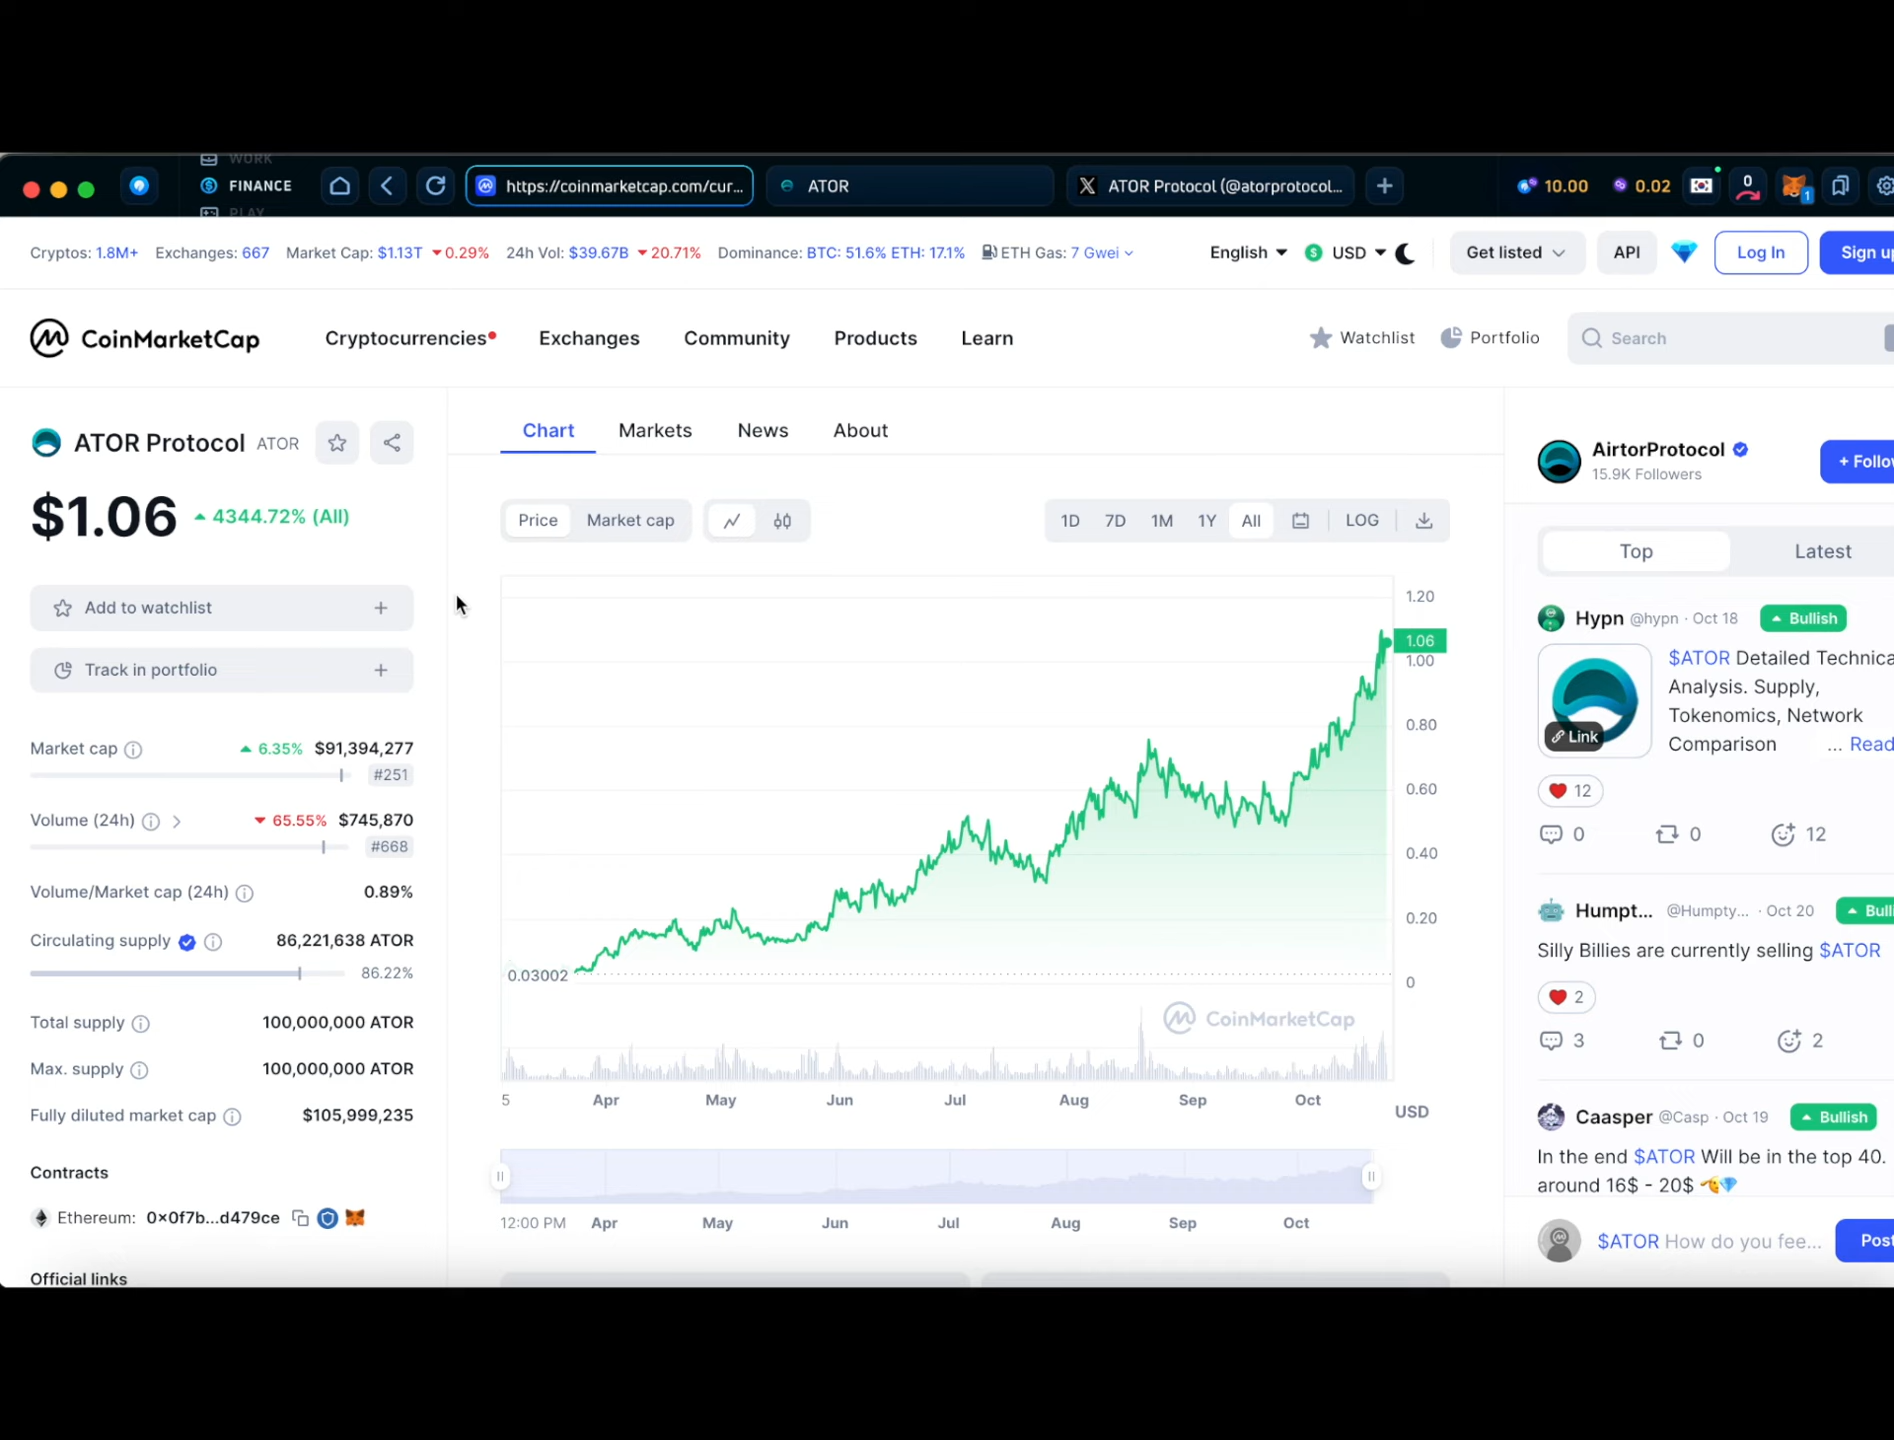 WORK
FINANCE
PLAY
https://coinmarketcap.com/cur...
ATOR
ATOR Protocol (@atorprotocol...
10.00
0.02
0
1
Cryptos: 1.8M+ Exchanges: 667 Market Cap: $1.13T 0.29% 24h Vol: $39.67B 20.71% Dominance: BTC: 51.6% ETH: 17.1% ETH Gas: 7 Gwei
English USD Get listed API Log In Sign up
CoinMarketCap
Cryptocurrencies Exchanges Community Products Learn
Watchlist Portfolio Search
ATOR Protocol ATOR
$1.06 4344.72% (All)
Add to watchlist +
Track in portfolio +
Market cap 6.35% $91,394,277
#251
Volume (24h) 65.55% $745,870
#668
Volume/Market cap (24h) 0.89%
Circulating supply 86,221,638 ATOR
86.22%
Total supply 100,000,000 ATOR
Max. supply 100,000,000 ATOR
Fully diluted market cap $105,999,235
Contracts
Ethereum: 0x0f7b...d479ce
Official links
Chart Markets News About
Price Market cap
1D 7D 1M 1Y All LOG
1.20
1.06
1.00
0.80
0.60
0.40
0.20
0
0.03002
CoinMarketCap
5 Apr May Jun Jul Aug Sep Oct
USD
12:00 PM Apr May Jun Jul Aug Sep Oct
AirtorProtocol
15.9K Followers
+ Follo
Top Latest
Hypn @hypn · Oct 18 Bullish
$ATOR Detailed Technica
Analysis. Supply,
Tokenomics, Network
Comparison ... Read
Link
12
0 0 12
Humpt... @Humpty... · Oct 20 Bulli
Silly Billies are currently selling $ATOR
2
3 0 2
Caasper @Casp · Oct 19 Bullish
In the end $ATOR Will be in the top 40.
around 16$ - 20$
$ATOR How do you fee...
Post